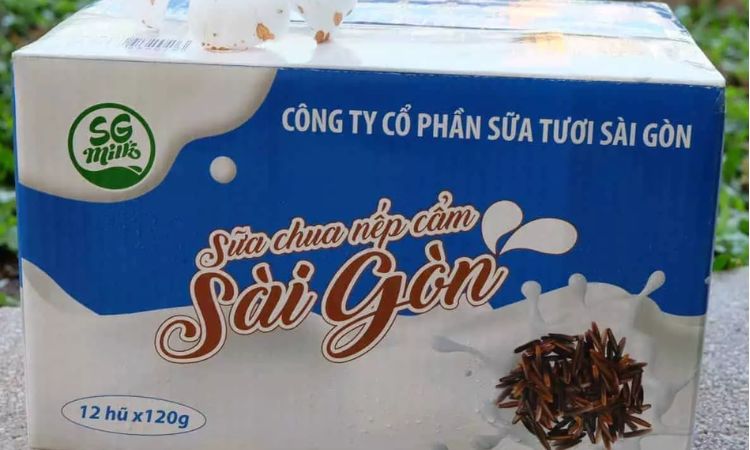 SG
Milk
CÔNG TY CỔ PHẦN SỮA TƯƠI SÀI GÒN
Sữa chua nếp cẩm
Sài Gòn
12 hũ x120g